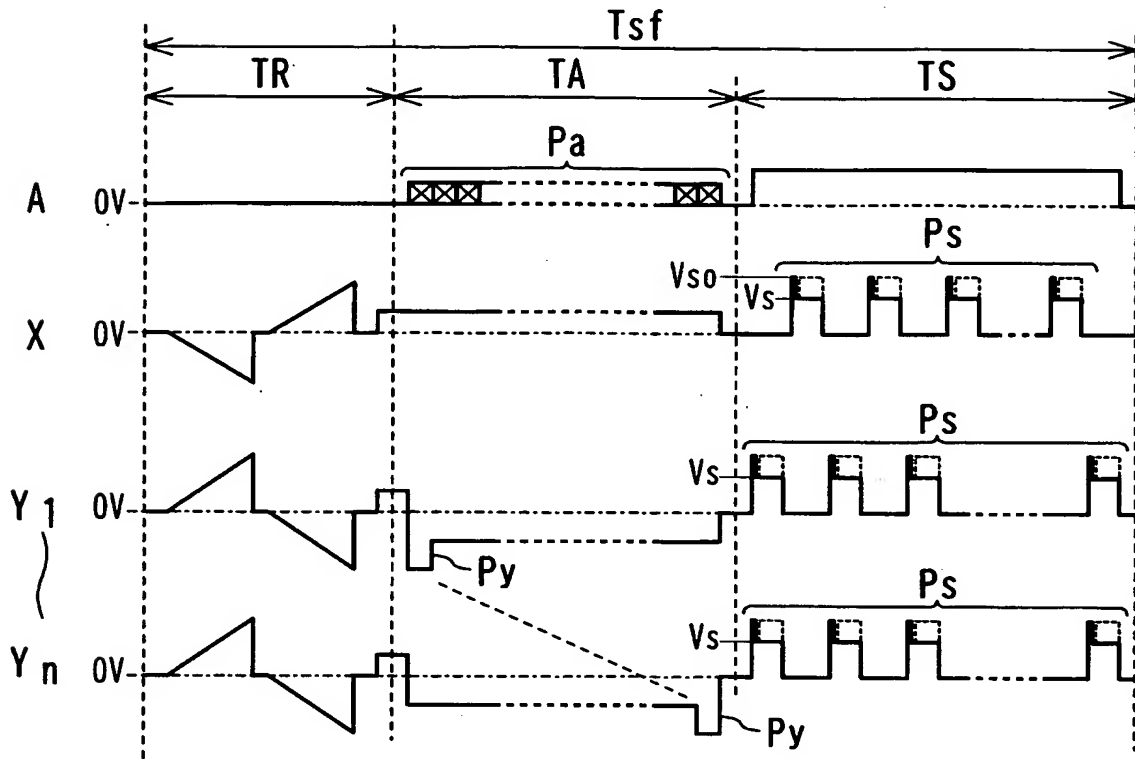 Tsf
TR TA TS
Pa
A 0V
Ps
Vso
Vs
X 0V
Ps
Vs
Y1 0V
Py
Ps
Vs
Yn 0V
Py